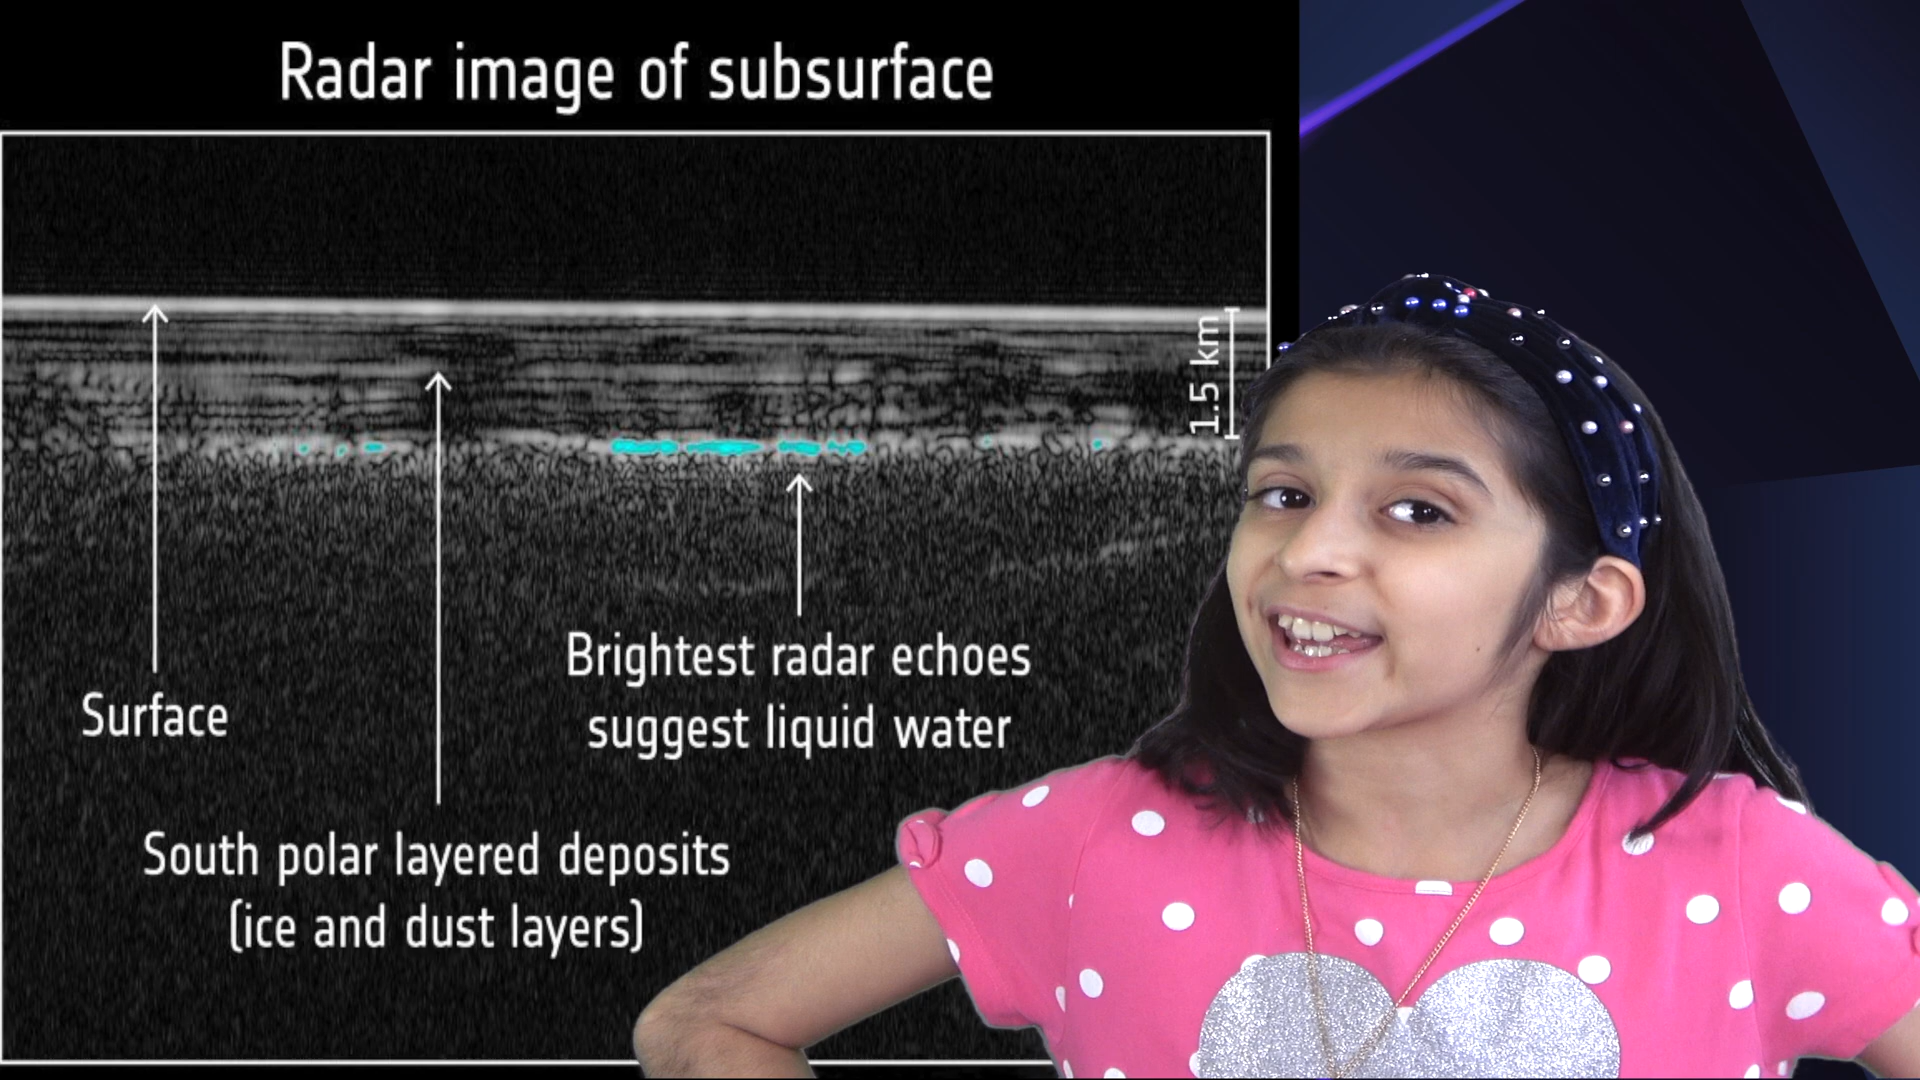 Radar image of subsurface
1.5 km
Surface
Brightest radar echoes
suggest liquid water
South polar layered deposits
(ice and dust layers)